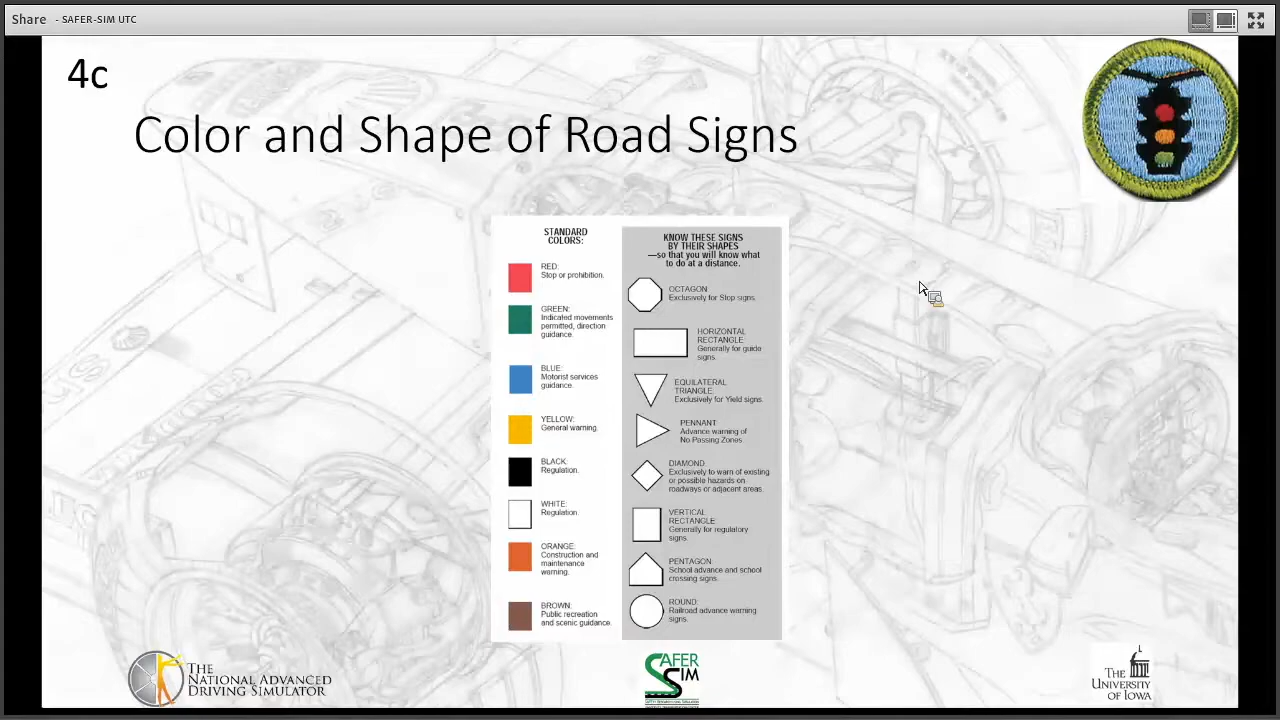 Share - SAFER-SIM UTC
4c
Color and Shape of Road Signs
STANDARD
COLORS:
RED:
Stop or prohibition.
GREEN:
Indicated movements
permitted, direction
guidance.
BLUE:
Motorist services
guidance.
YELLOW:
General warning.
BLACK:
Regulation.
WHITE:
Regulation.
ORANGE:
Construction and
maintenance
warning.
BROWN:
Public recreation
and scenic guidance.
KNOW THESE SIGNS
BY THEIR SHAPES
—so that you will know what
to do at a distance.
OCTAGON:
Exclusively for Stop signs.
HORIZONTAL
RECTANGLE:
Generally for guide
signs.
EQUILATERAL
TRIANGLE:
Exclusively for Yield signs.
PENNANT:
Advance warning of
No Passing Zones
DIAMOND:
Exclusively to warn of existing
or possible hazards on
roadways or adjacent areas.
VERTICAL
RECTANGLE:
Generally for regulatory
signs.
PENTAGON:
School advance and school
crossing signs.
ROUND:
Railroad advance warning
signs.
THE
NATIONAL ADVANCED
DRIVING SIMULATOR
SAFER
SIM
THE
UNIVERSITY
OF IOWA